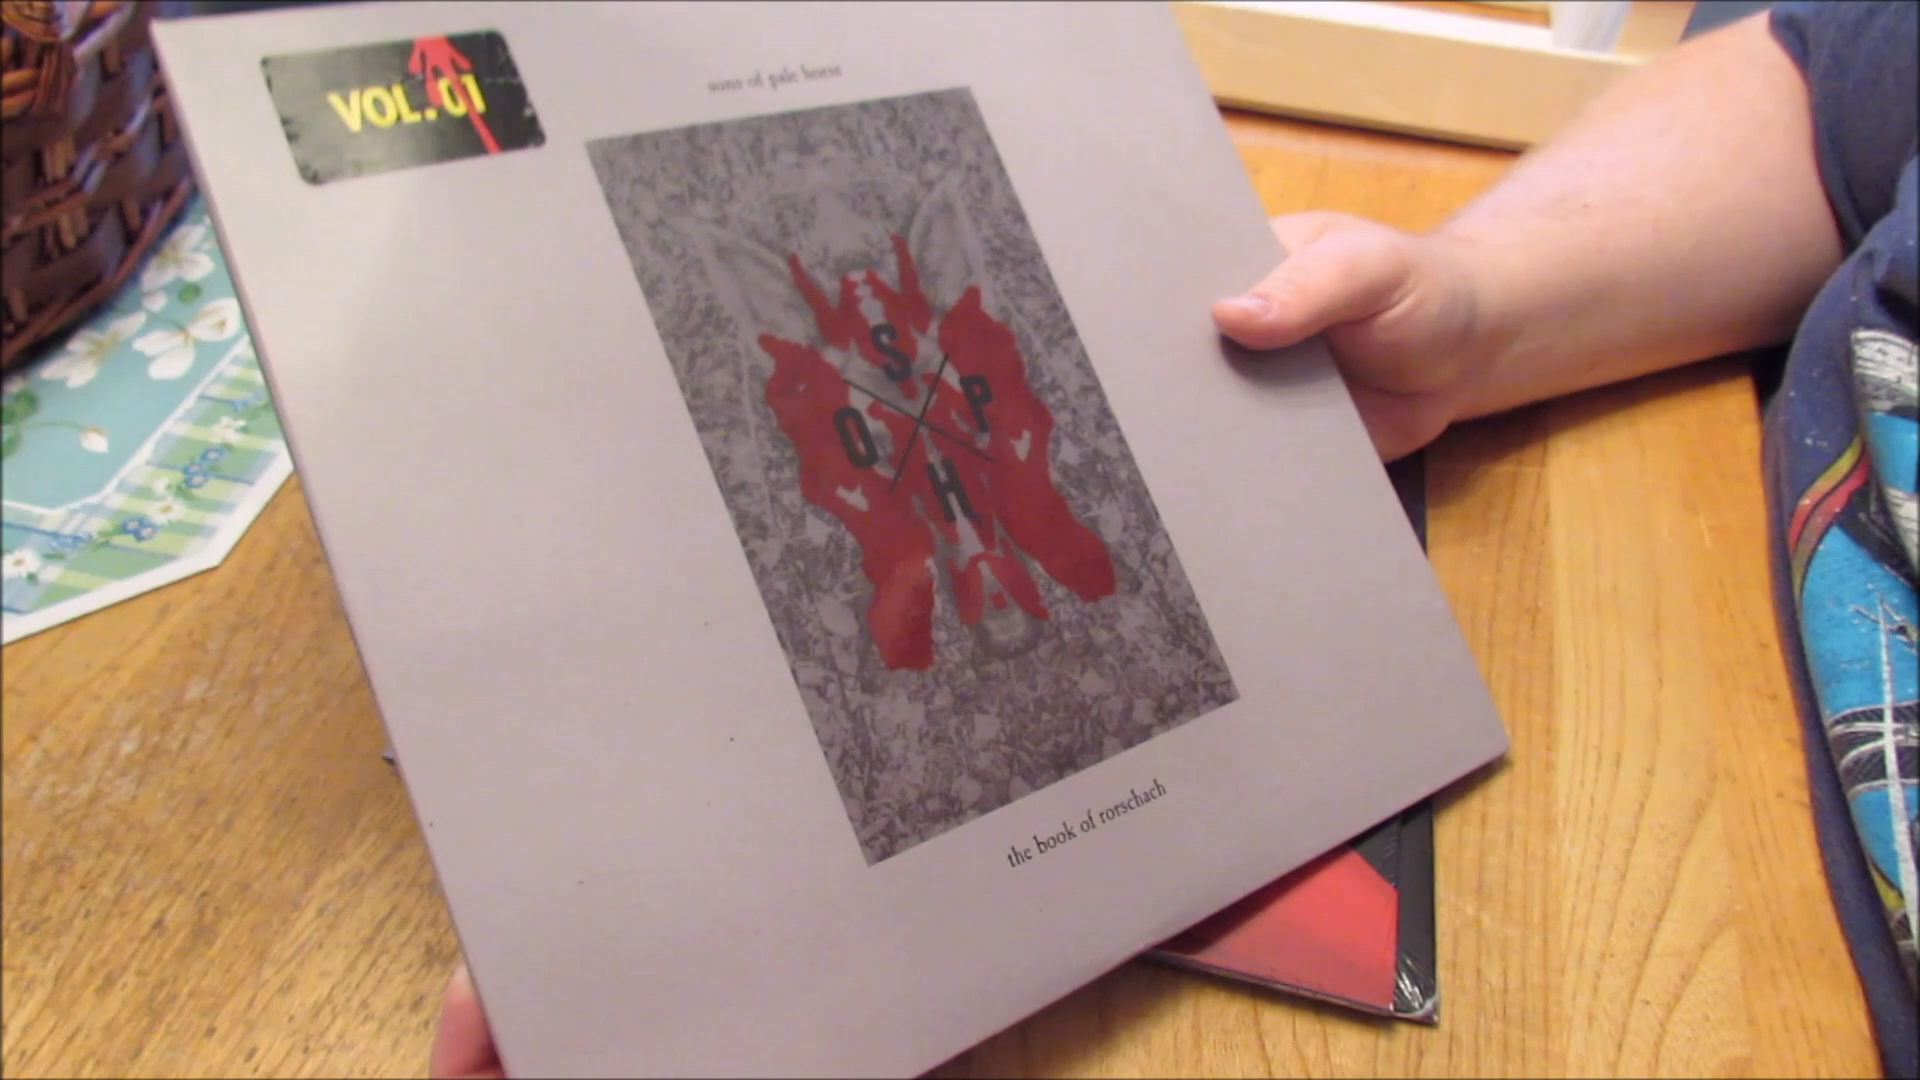 VOL. 01
sons of pale horse
S
O P
H
the book of rorschach